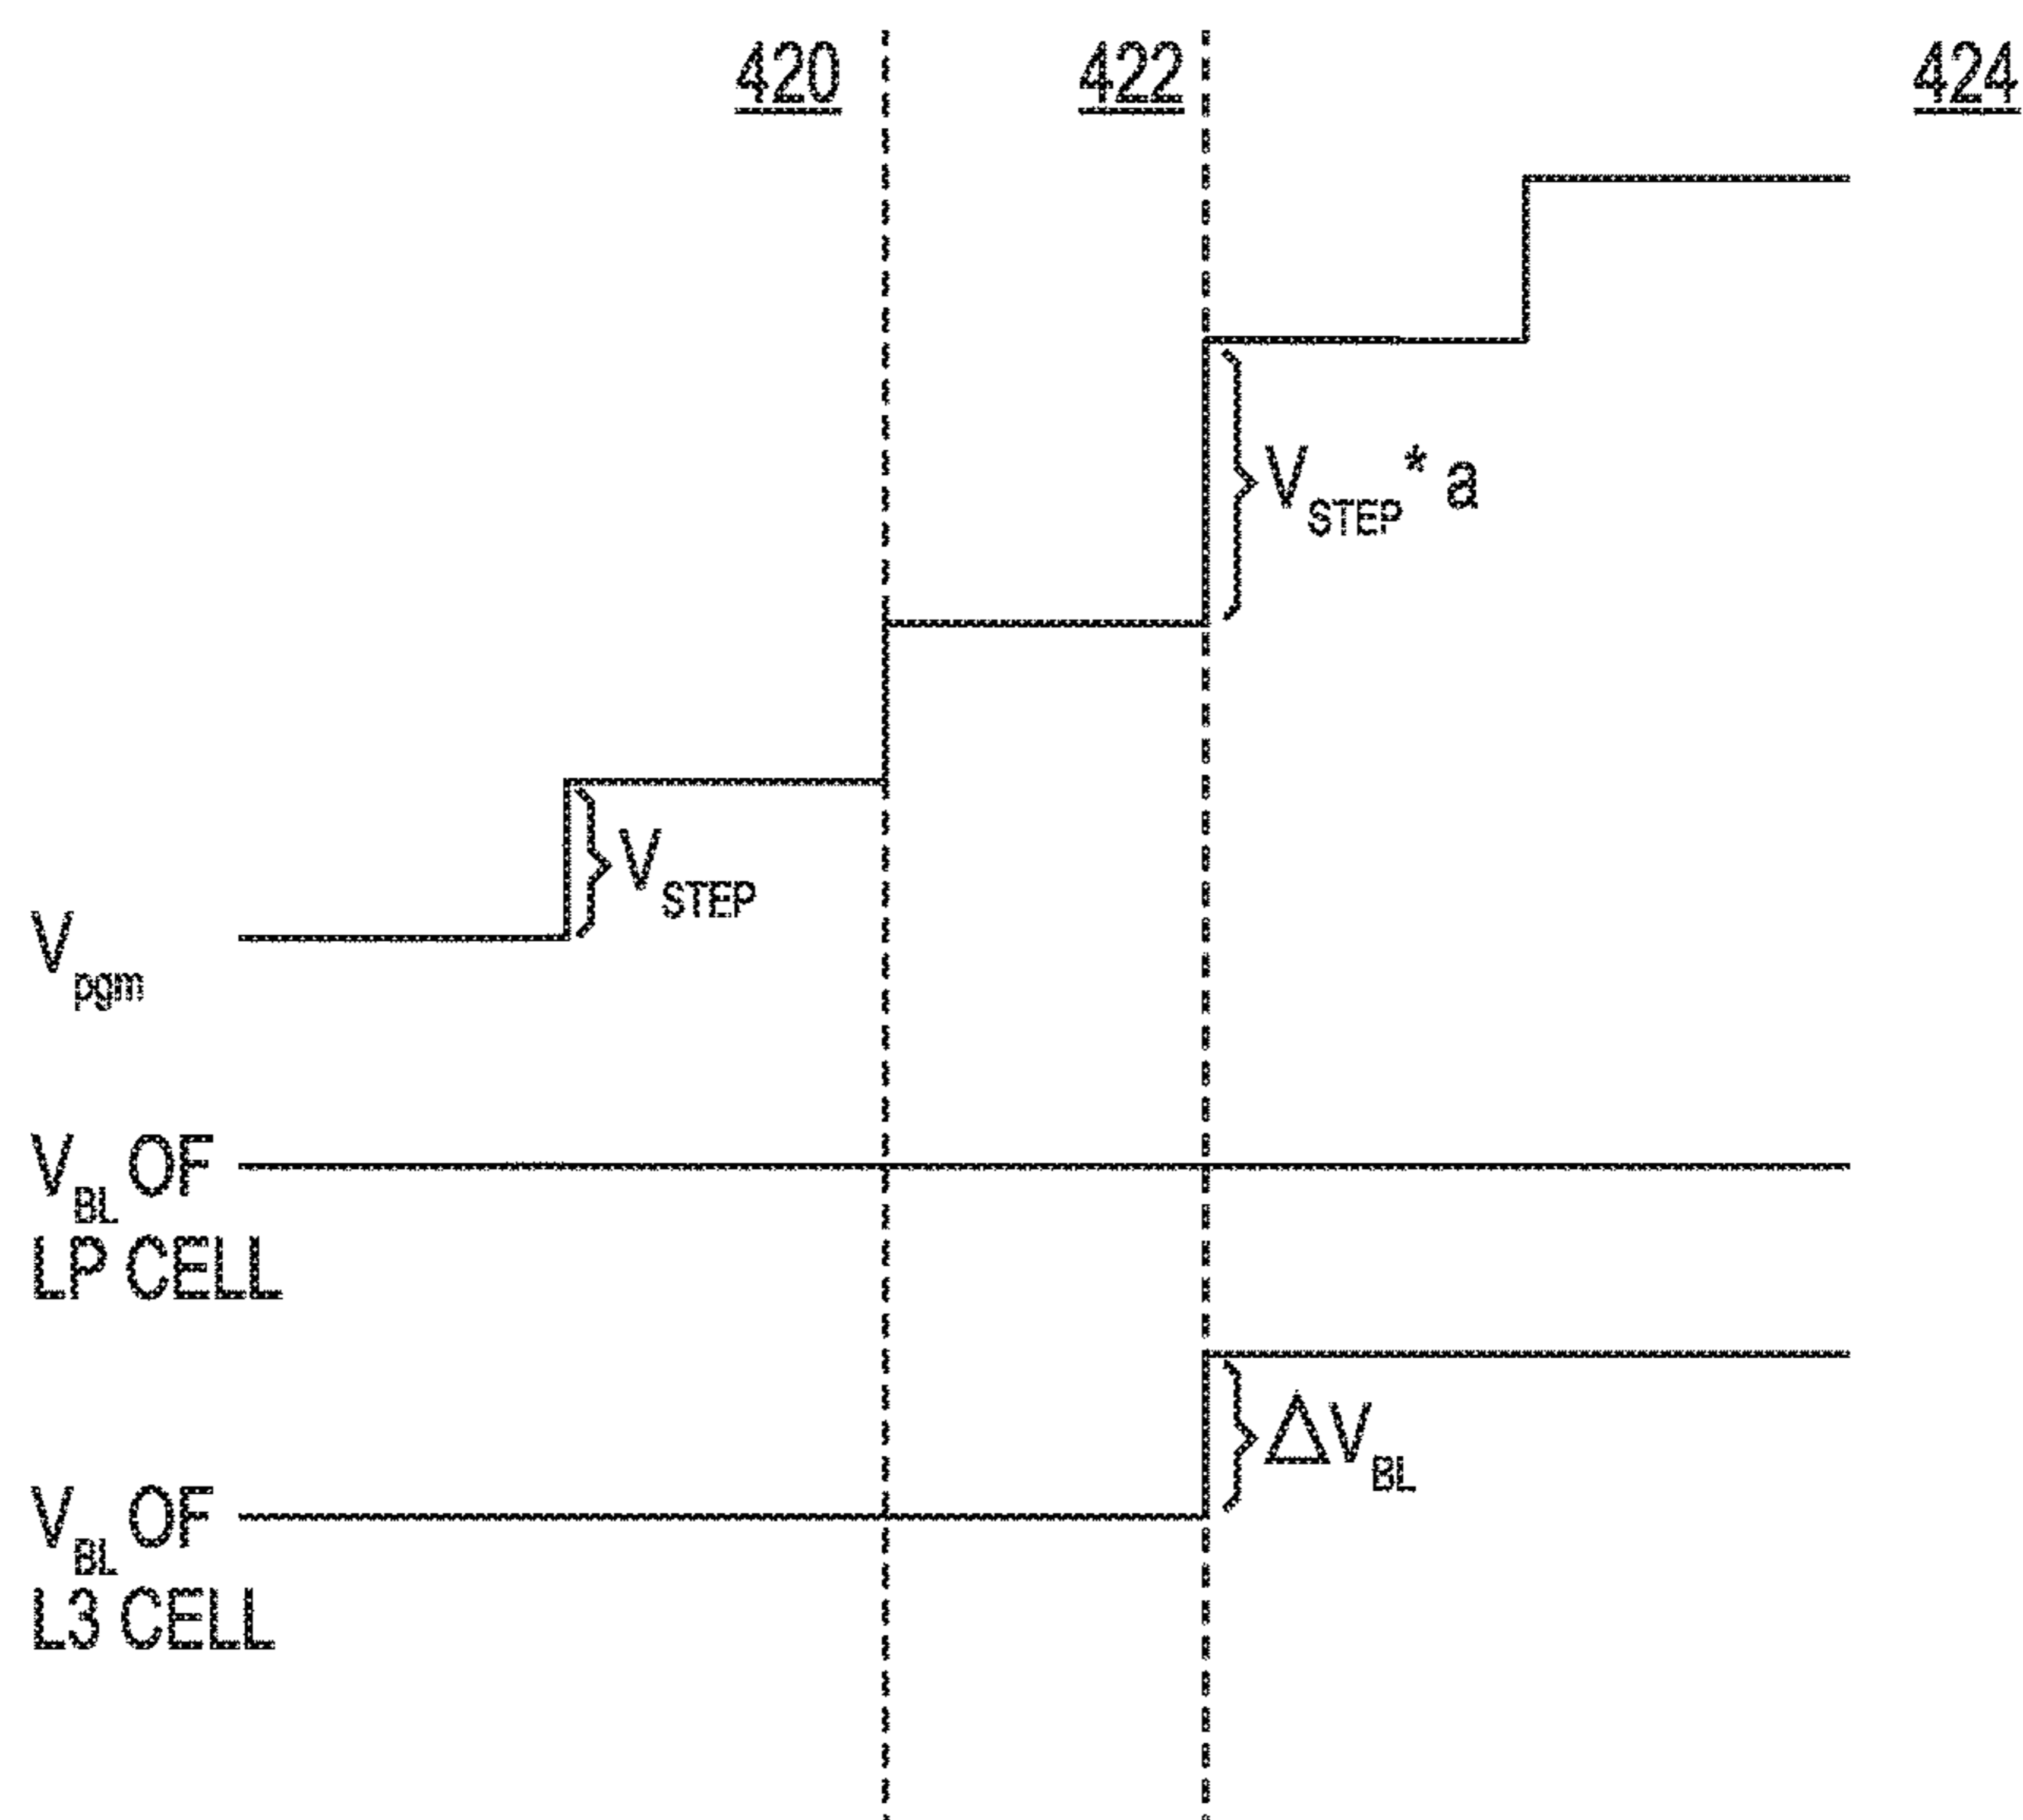 420 422 424
V_STEP * a
V_STEP
V_pgm
V_BL OF
LP CELL
ΔV_BL
V_BL OF
L3 CELL